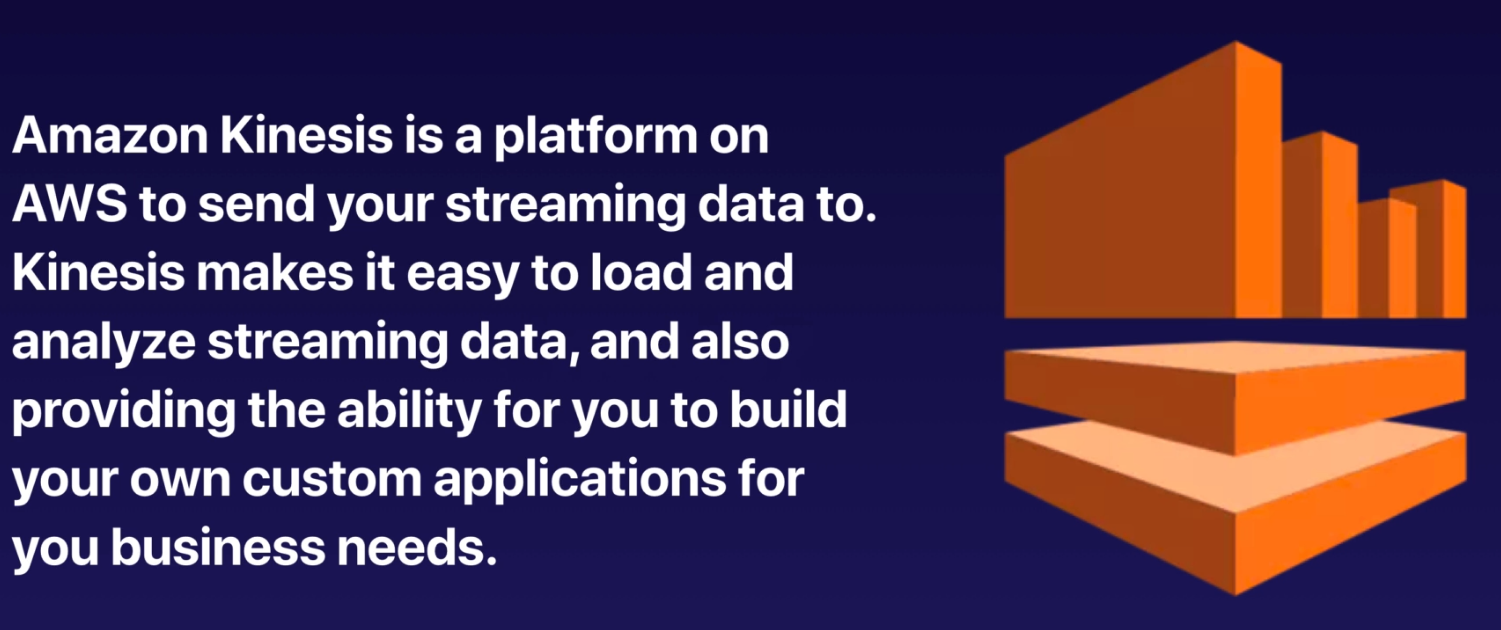 Amazon Kinesis is a platform on
AWS to send your streaming data to.
Kinesis makes it easy to load and
analyze streaming data, and also
providing the ability for you to build
your own custom applications for
you business needs.